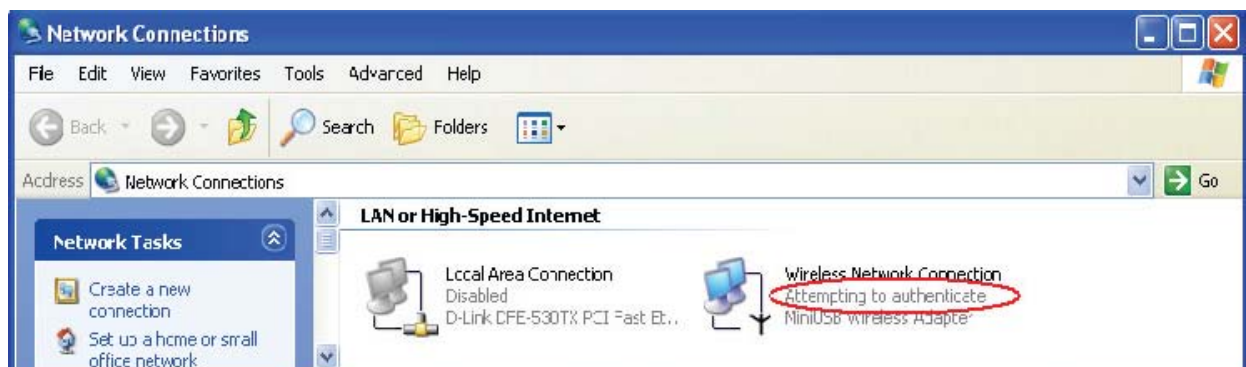 Network Connections
File Edit View Favorites Tools Advanced Help
Back Search Folders
Address Network Connections Go
Network Tasks
Create a new
connection
Set up a home or small
office network
LAN or High-Speed Internet
Local Area Connection
Disabled
D-Link DFE-530TX PCI Fast Et...
Wireless Network Connection
Attempting to authenticate
MiniUSB Wireless Adapter